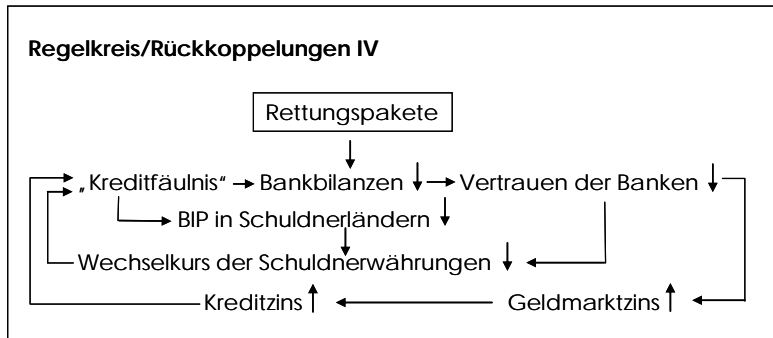 Regelkreis/Rückkoppelungen IV
Rettungspakete
„Kreditfäulnis“ Bankbilanzen Vertrauen der Banken
BIP in Schuldnerländern
Wechselkurs der Schuldnerwährungen
Kreditzins Geldmarktzins